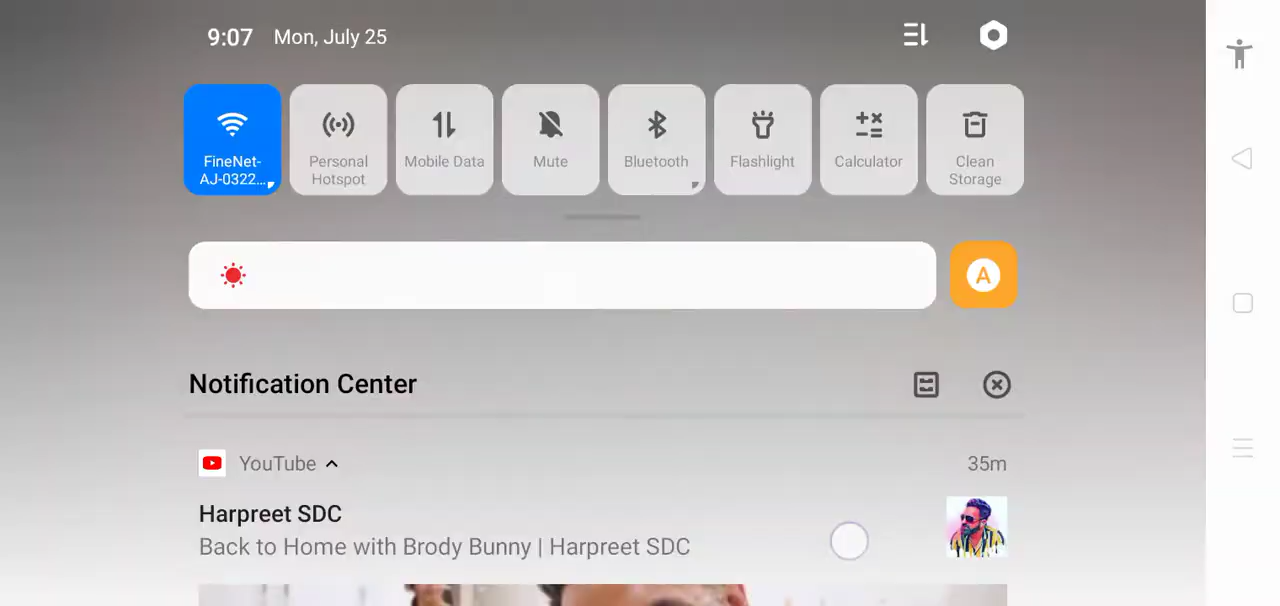 9:07 Mon, July 25
FineNet-
AJ-0322...
Personal
Hotspot
Mobile Data
Mute
Bluetooth
Flashlight
Calculator
Clean
Storage
A
Notification Center
YouTube
35m
Harpreet SDC
Back to Home with Brody Bunny | Harpreet SDC